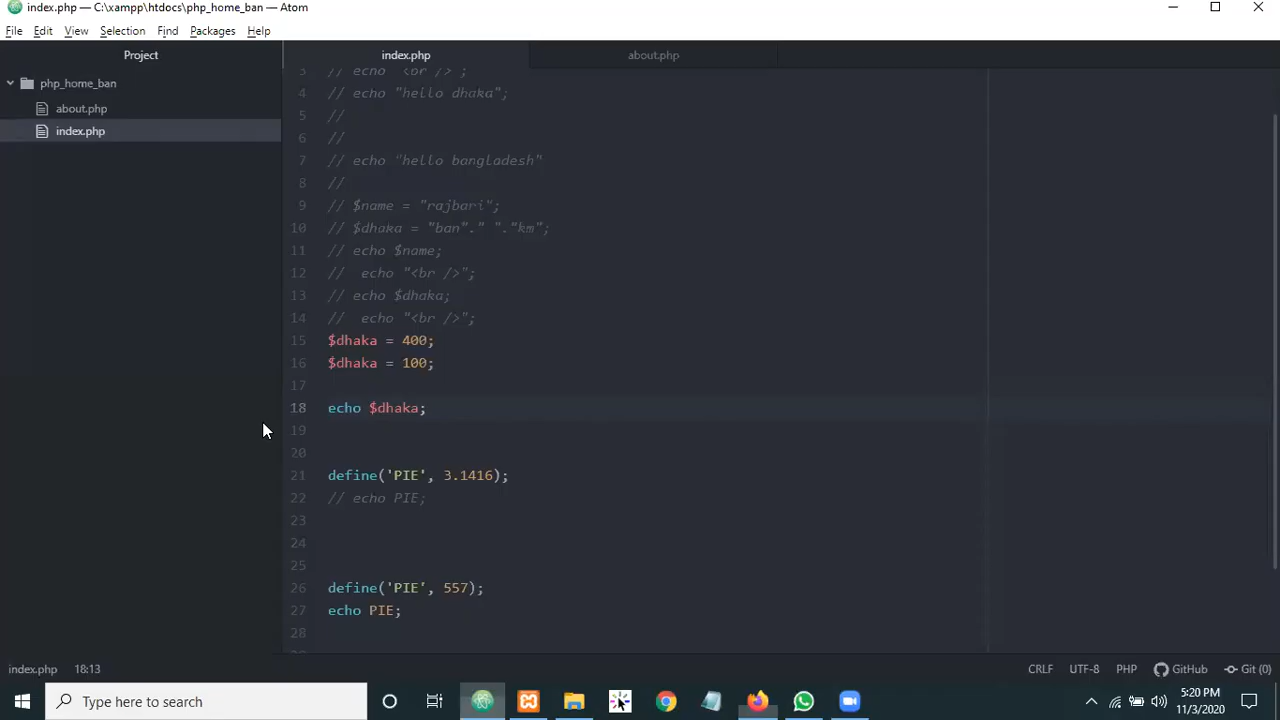 index.php — C:\xampp\htdocs\php_home_ban — Atom
File Edit View Selection Find Packages Help
Project
index.php
about.php
php_home_ban
about.php
index.php
3 // echo "<br />";
4 // echo "hello dhaka";
5 //
6 //
7 // echo "hello bangladesh"
8 //
9 // $name = "rajbari";
10 // $dhaka = "ban"." "."km";
11 // echo $name;
12 //  echo "<br />";
13 // echo $dhaka;
14 //  echo "<br />";
15 $dhaka = 400;
16 $dhaka = 100;
17
18 echo $dhaka;
19
20
21 define('PIE', 3.1416);
22 // echo PIE;
23
24
25
26 define('PIE', 557);
27 echo PIE;
28
index.php 18:13
CRLF UTF-8 PHP GitHub Git (0)
Type here to search
5:20 PM
11/3/2020